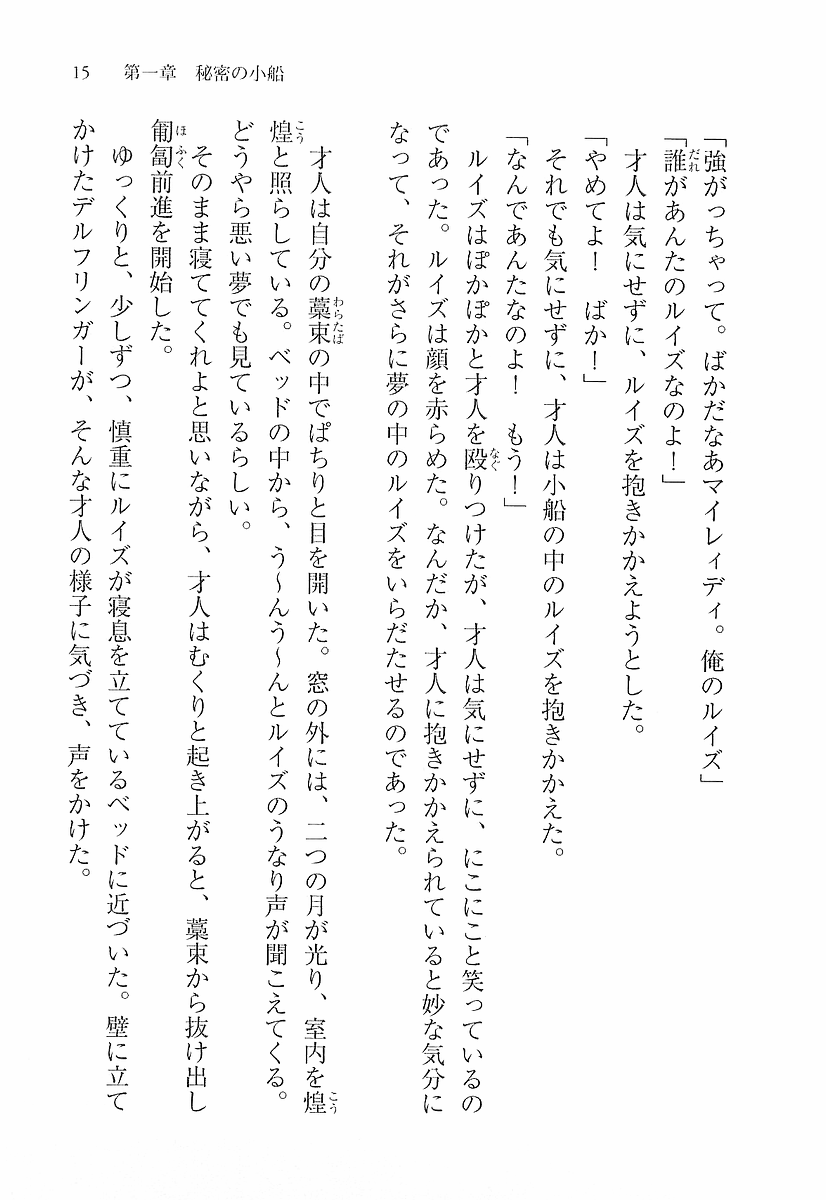 15　第一章　秘密の小船
「強がっちゃって。ばかだなあマイレィディ。俺のルイズ」
「誰があんたのルイズなのよ！」
才人は気にせずに、ルイズを抱きかかえようとした。
「やめてよ！　ばか！」
それでも気にせずに、才人は小船の中のルイズを抱きかかえた。
「なんであんたなのよ！　もう！」
ルイズはぽかぽかと才人を殴りつけたが、才人は気にせずに、にこにこと笑っているの
であった。ルイズは顔を赤らめた。なんだか、才人に抱きかかえられていると妙な気分に
なって、それがさらに夢の中のルイズをいらだたせるのであった。
才人は自分の藁束の中でぱちりと目を開いた。窓の外には、二つの月が光り、室内を煌
煌と照らしている。ベッドの中から、う〜んう〜んとルイズのうなり声が聞こえてくる。
どうやら悪い夢でも見ているらしい。
そのまま寝ててくれよと思いながら、才人はむくりと起き上がると、藁束から抜け出し
匍匐前進を開始した。
ゆっくりと、少しずつ、慎重にルイズが寝息を立てているベッドに近づいた。壁に立て
かけたデルフリンガーが、そんな才人の様子に気づき、声をかけた。